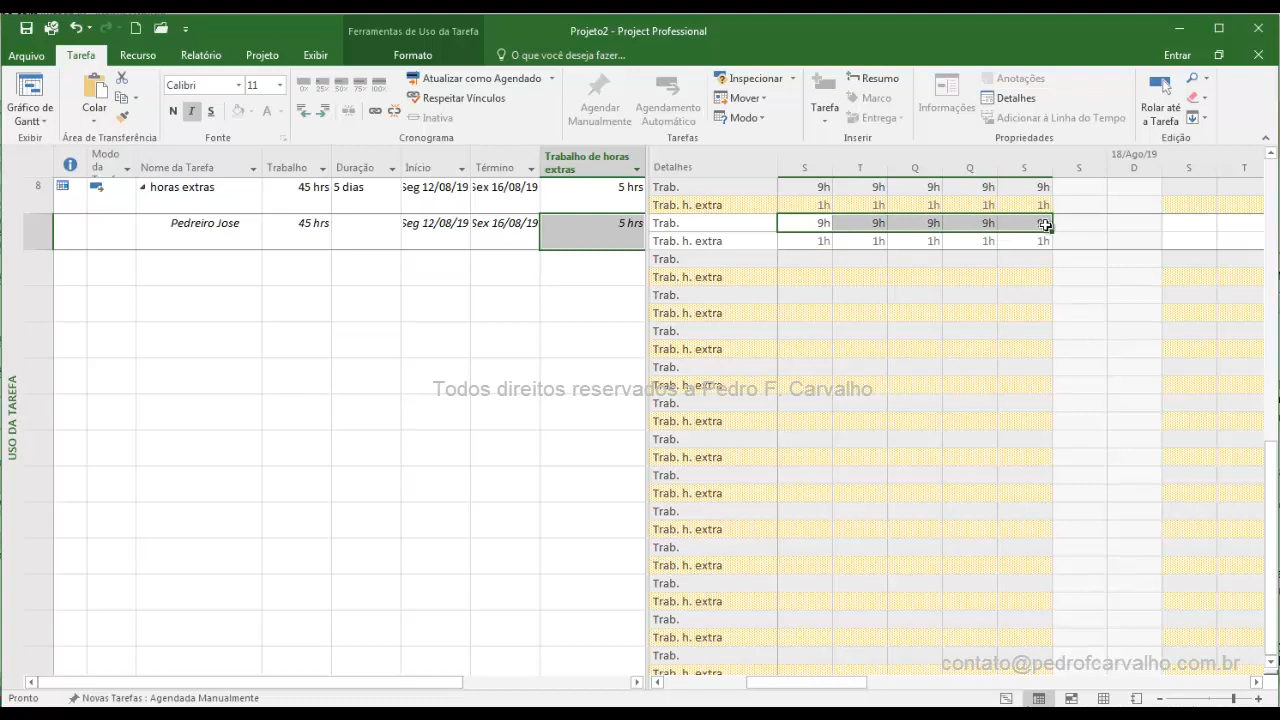 Ferramentas de Uso da Tarefa
Projeto2 - Project Professional
Arquivo Tarefa Recurso Relatório Projeto Exibir Formato O que você deseja fazer... Entrar
Gráfico de Gantt
Exibir
Colar
Área de Transferência
Calibri 11
N I S
Fonte
0% 25% 50% 75% 100%
Atualizar como Agendado
Respeitar Vínculos
Inativa
Cronograma
Agendar Manualmente
Agendamento Automático
Inspecionar
Mover
Modo
Tarefas
Tarefa
Resumo
Marco
Entrega
Inserir
Informações
Anotações
Detalhes
Adicionar à Linha do Tempo
Propriedades
Rolar até a Tarefa
Edição
Modo da Nome da Tarefa Trabalho Duração Início Término Trabalho de horas extras
8 horas extras 45 hrs 5 dias Seg 12/08/19 Sex 16/08/19 5 hrs
Pedreiro Jose 45 hrs Seg 12/08/19 Sex 16/08/19 5 hrs
18/Ago/19
Detalhes S T Q Q S S D S T
Trab. 9h 9h 9h 9h 9h
Trab. h. extra 1h 1h 1h 1h 1h
Trab. 9h 9h 9h 9h
Trab. h. extra 1h 1h 1h 1h 1h
Trab.
Trab. h. extra
Trab.
Trab. h. extra
Trab.
Trab. h. extra
Trab.
Trab. h. extra
Trab.
Trab. h. extra
Trab.
Trab. h. extra
Trab.
Trab. h. extra
Trab.
Trab. h. extra
Trab.
Trab. h. extra
Trab.
Trab. h. extra
Trab.
Trab. h. extra
Trab.
Trab. h. extra
Todos direitos reservados a Pedro F. Carvalho
contato@pedrofcarvalho.com.br
USO DA TAREFA
Pronto Novas Tarefas : Agendada Manualmente